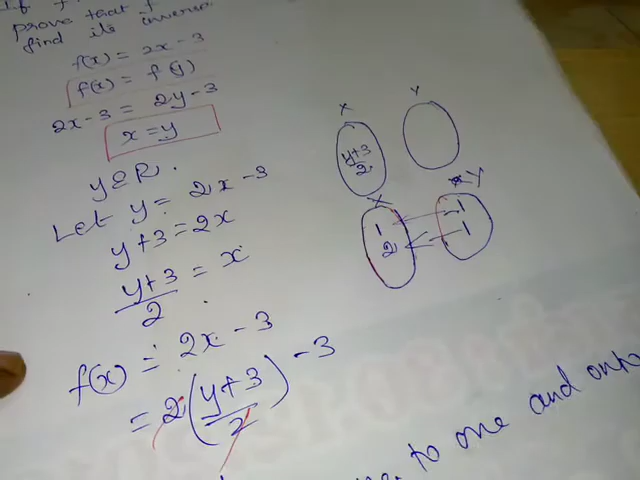 If f
prove that f
find its inverse
f(x) = 2x - 3
f(x) = f(y)
2x - 3 = 2y - 3
x = y
y ∈ R.
Let y = 2x - 3
y + 3 = 2x
y+3/2 = x
f(x) = 2x - 3
= 2(y+3/2) - 3
X Y
y+3/2
X Y
- 1
2 1
to one and onto